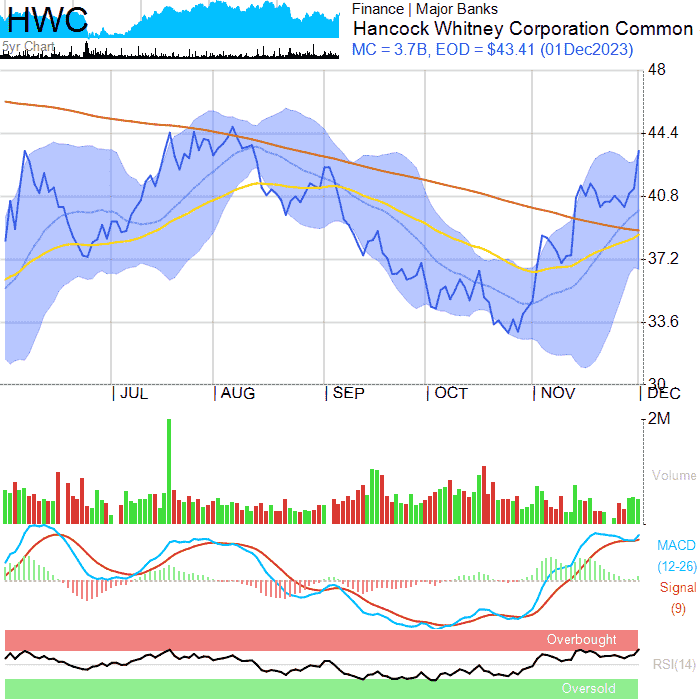 HWC
5yr Chart
Finance | Major Banks
Hancock Whitney Corporation Common
MC = 3.7B, EOD = $43.41 (01Dec2023)
48
44.4
40.8
37.2
33.6
30
JUL
AUG
SEP
OCT
NOV
DEC
2M
Volume
MACD
(12-26)
Signal
(9)
Overbought
RSI(14)
Oversold